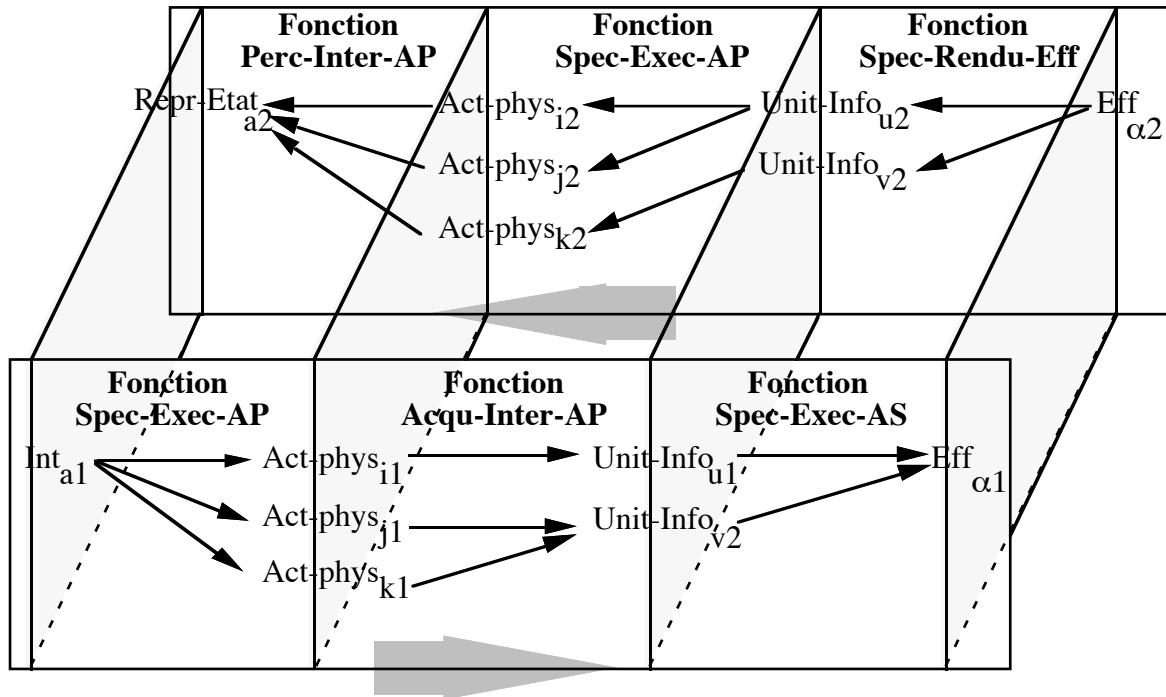 Fonction Fonction Fonction
Perc-Inter-AP Spec-Exec-AP Spec-Rendu-Eff
Repr-Etat a2 Act-phys i2 Unit-Info u2 Eff α2
Act-phys j2 Unit-Info v2
Act-phys k2
Fonction Fonction Fonction
Spec-Exec-AP Acqu-Inter-AP Spec-Exec-AS
Int a1 Act-phys i1 Unit-Info u1 Eff α1
Act-phys j1 Unit-Info v2
Act-phys k1